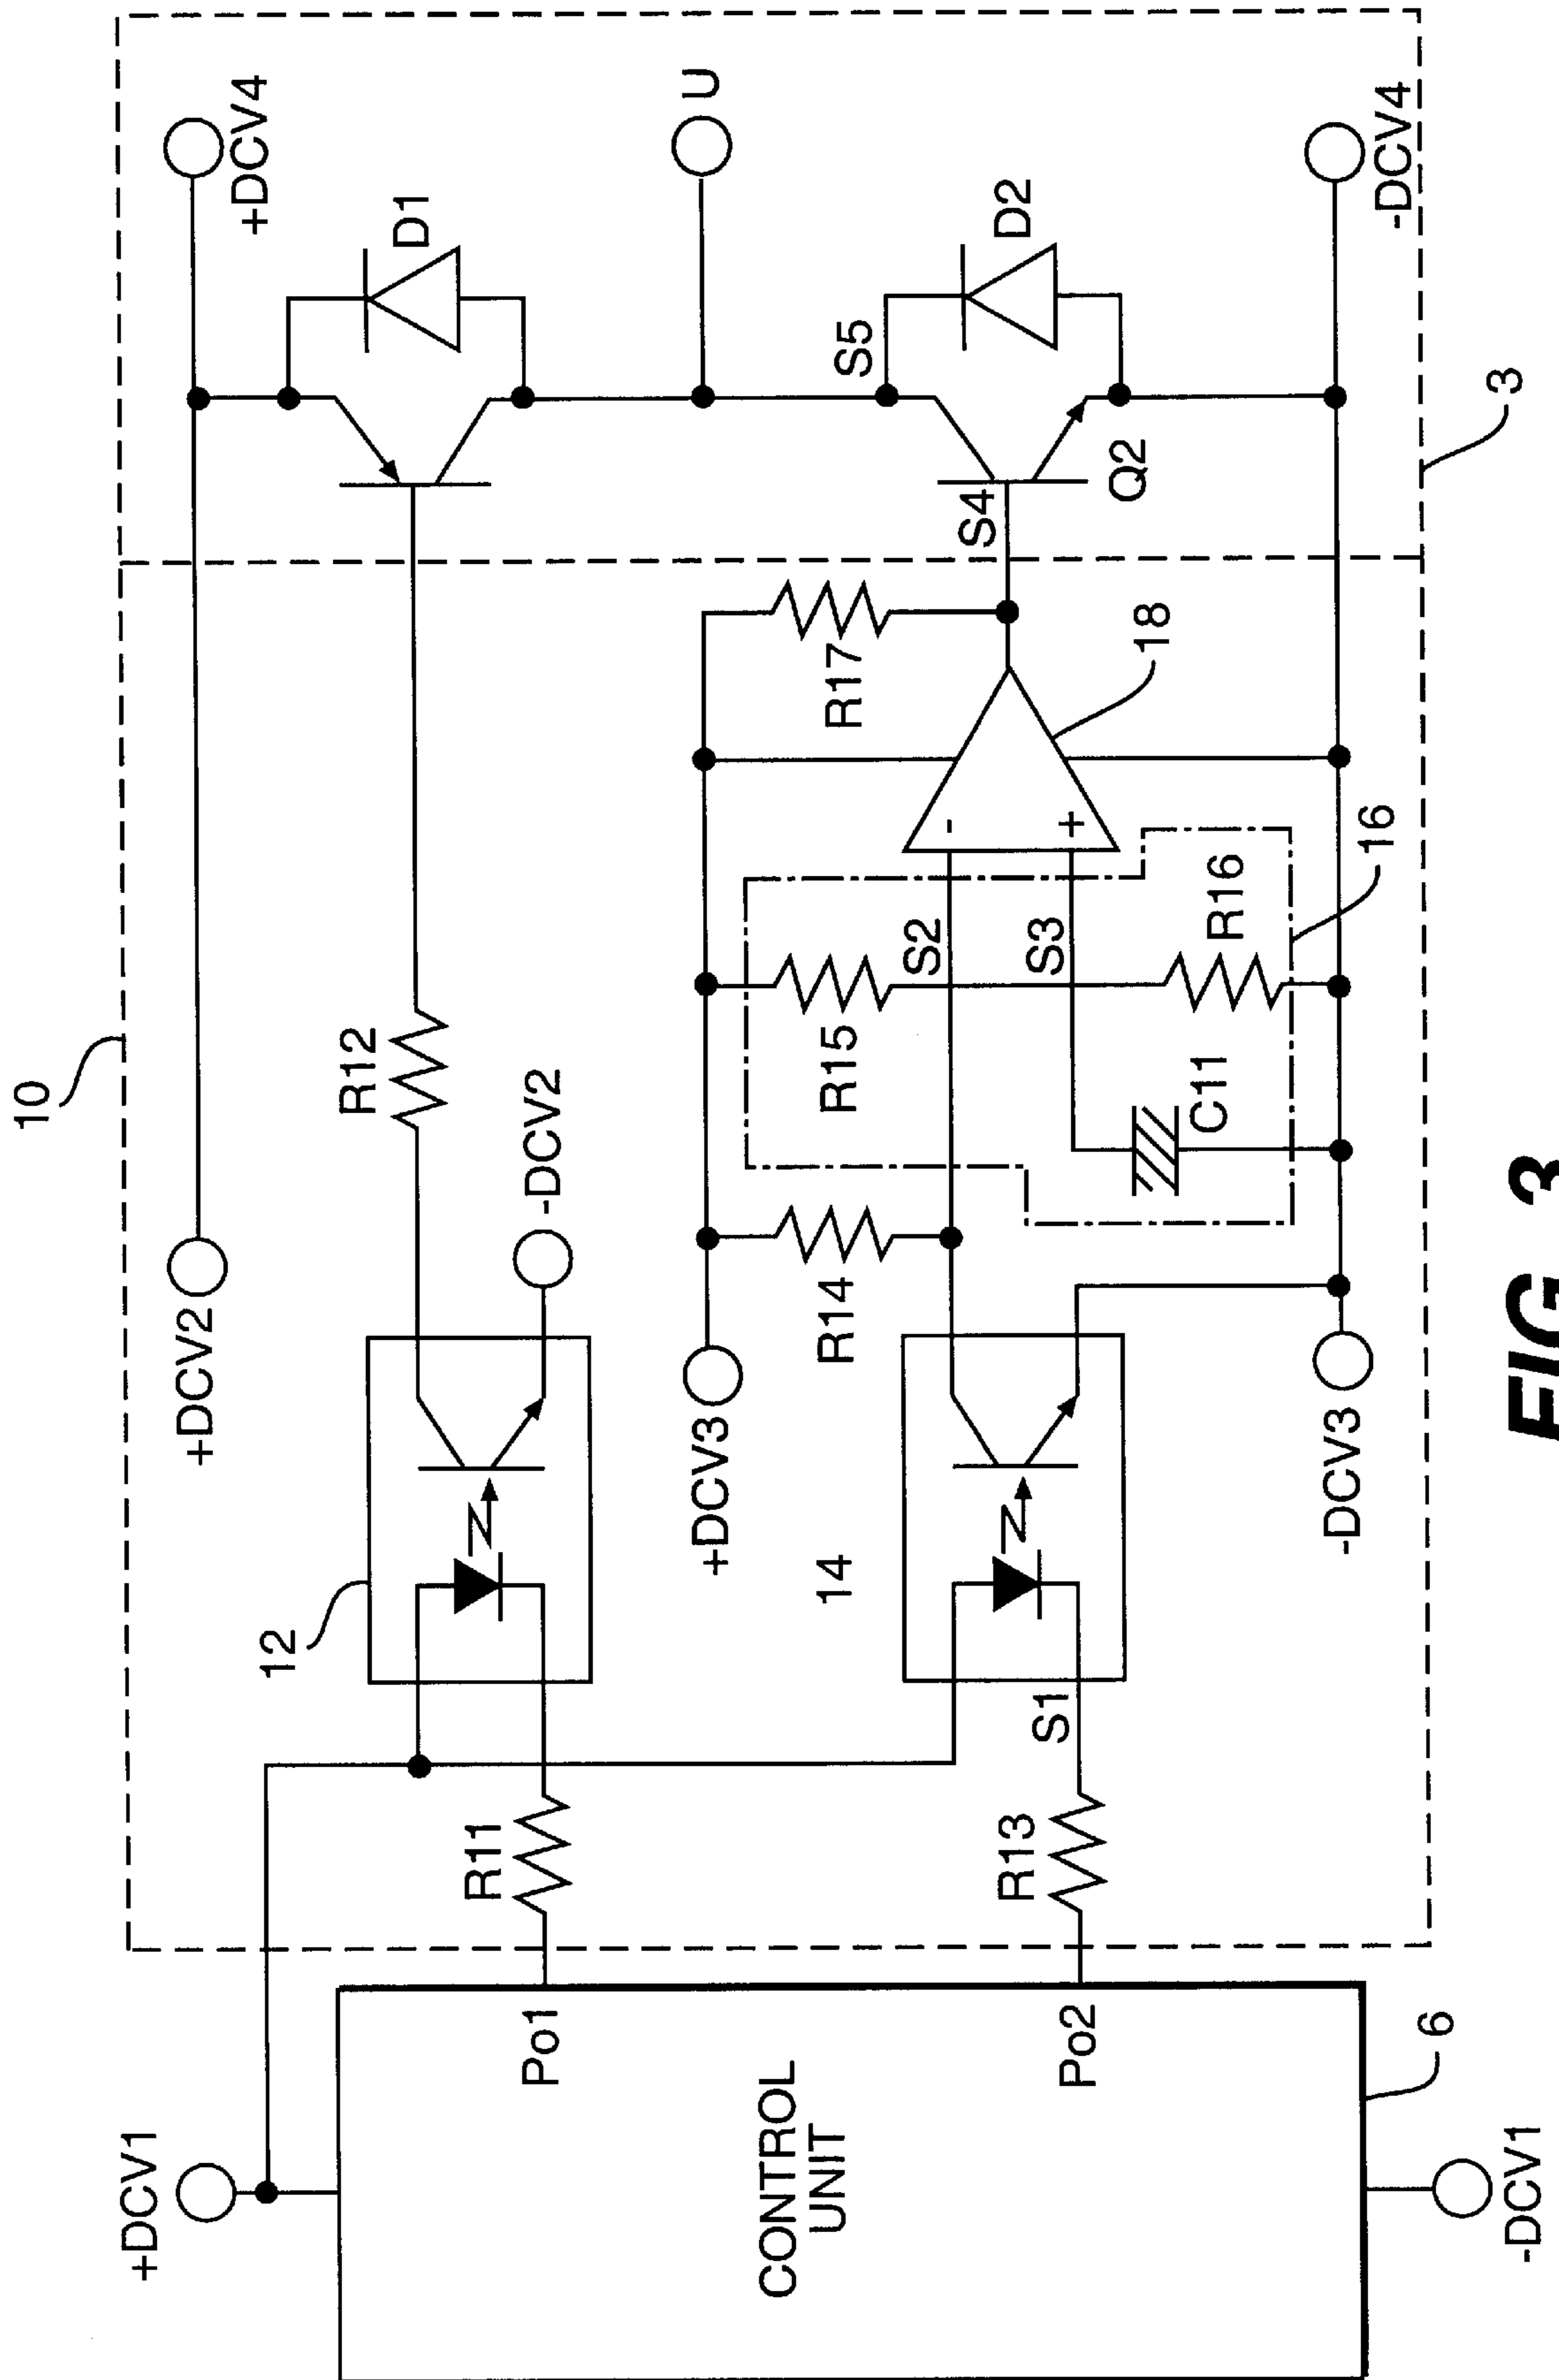 10
+DCV2
+DCV4
12
R12
-DCV2
D1
+DCV1
R11
Po1
U
+DCV3
R14
R15
R17
S5
14
S2
S4
D2
CONTROL
UNIT
-
+
18
S1
S3
Q2
R13
Po2
C11
R16
16
-DCV3
-DCV4
3
6
-DCV1
FIG. 3